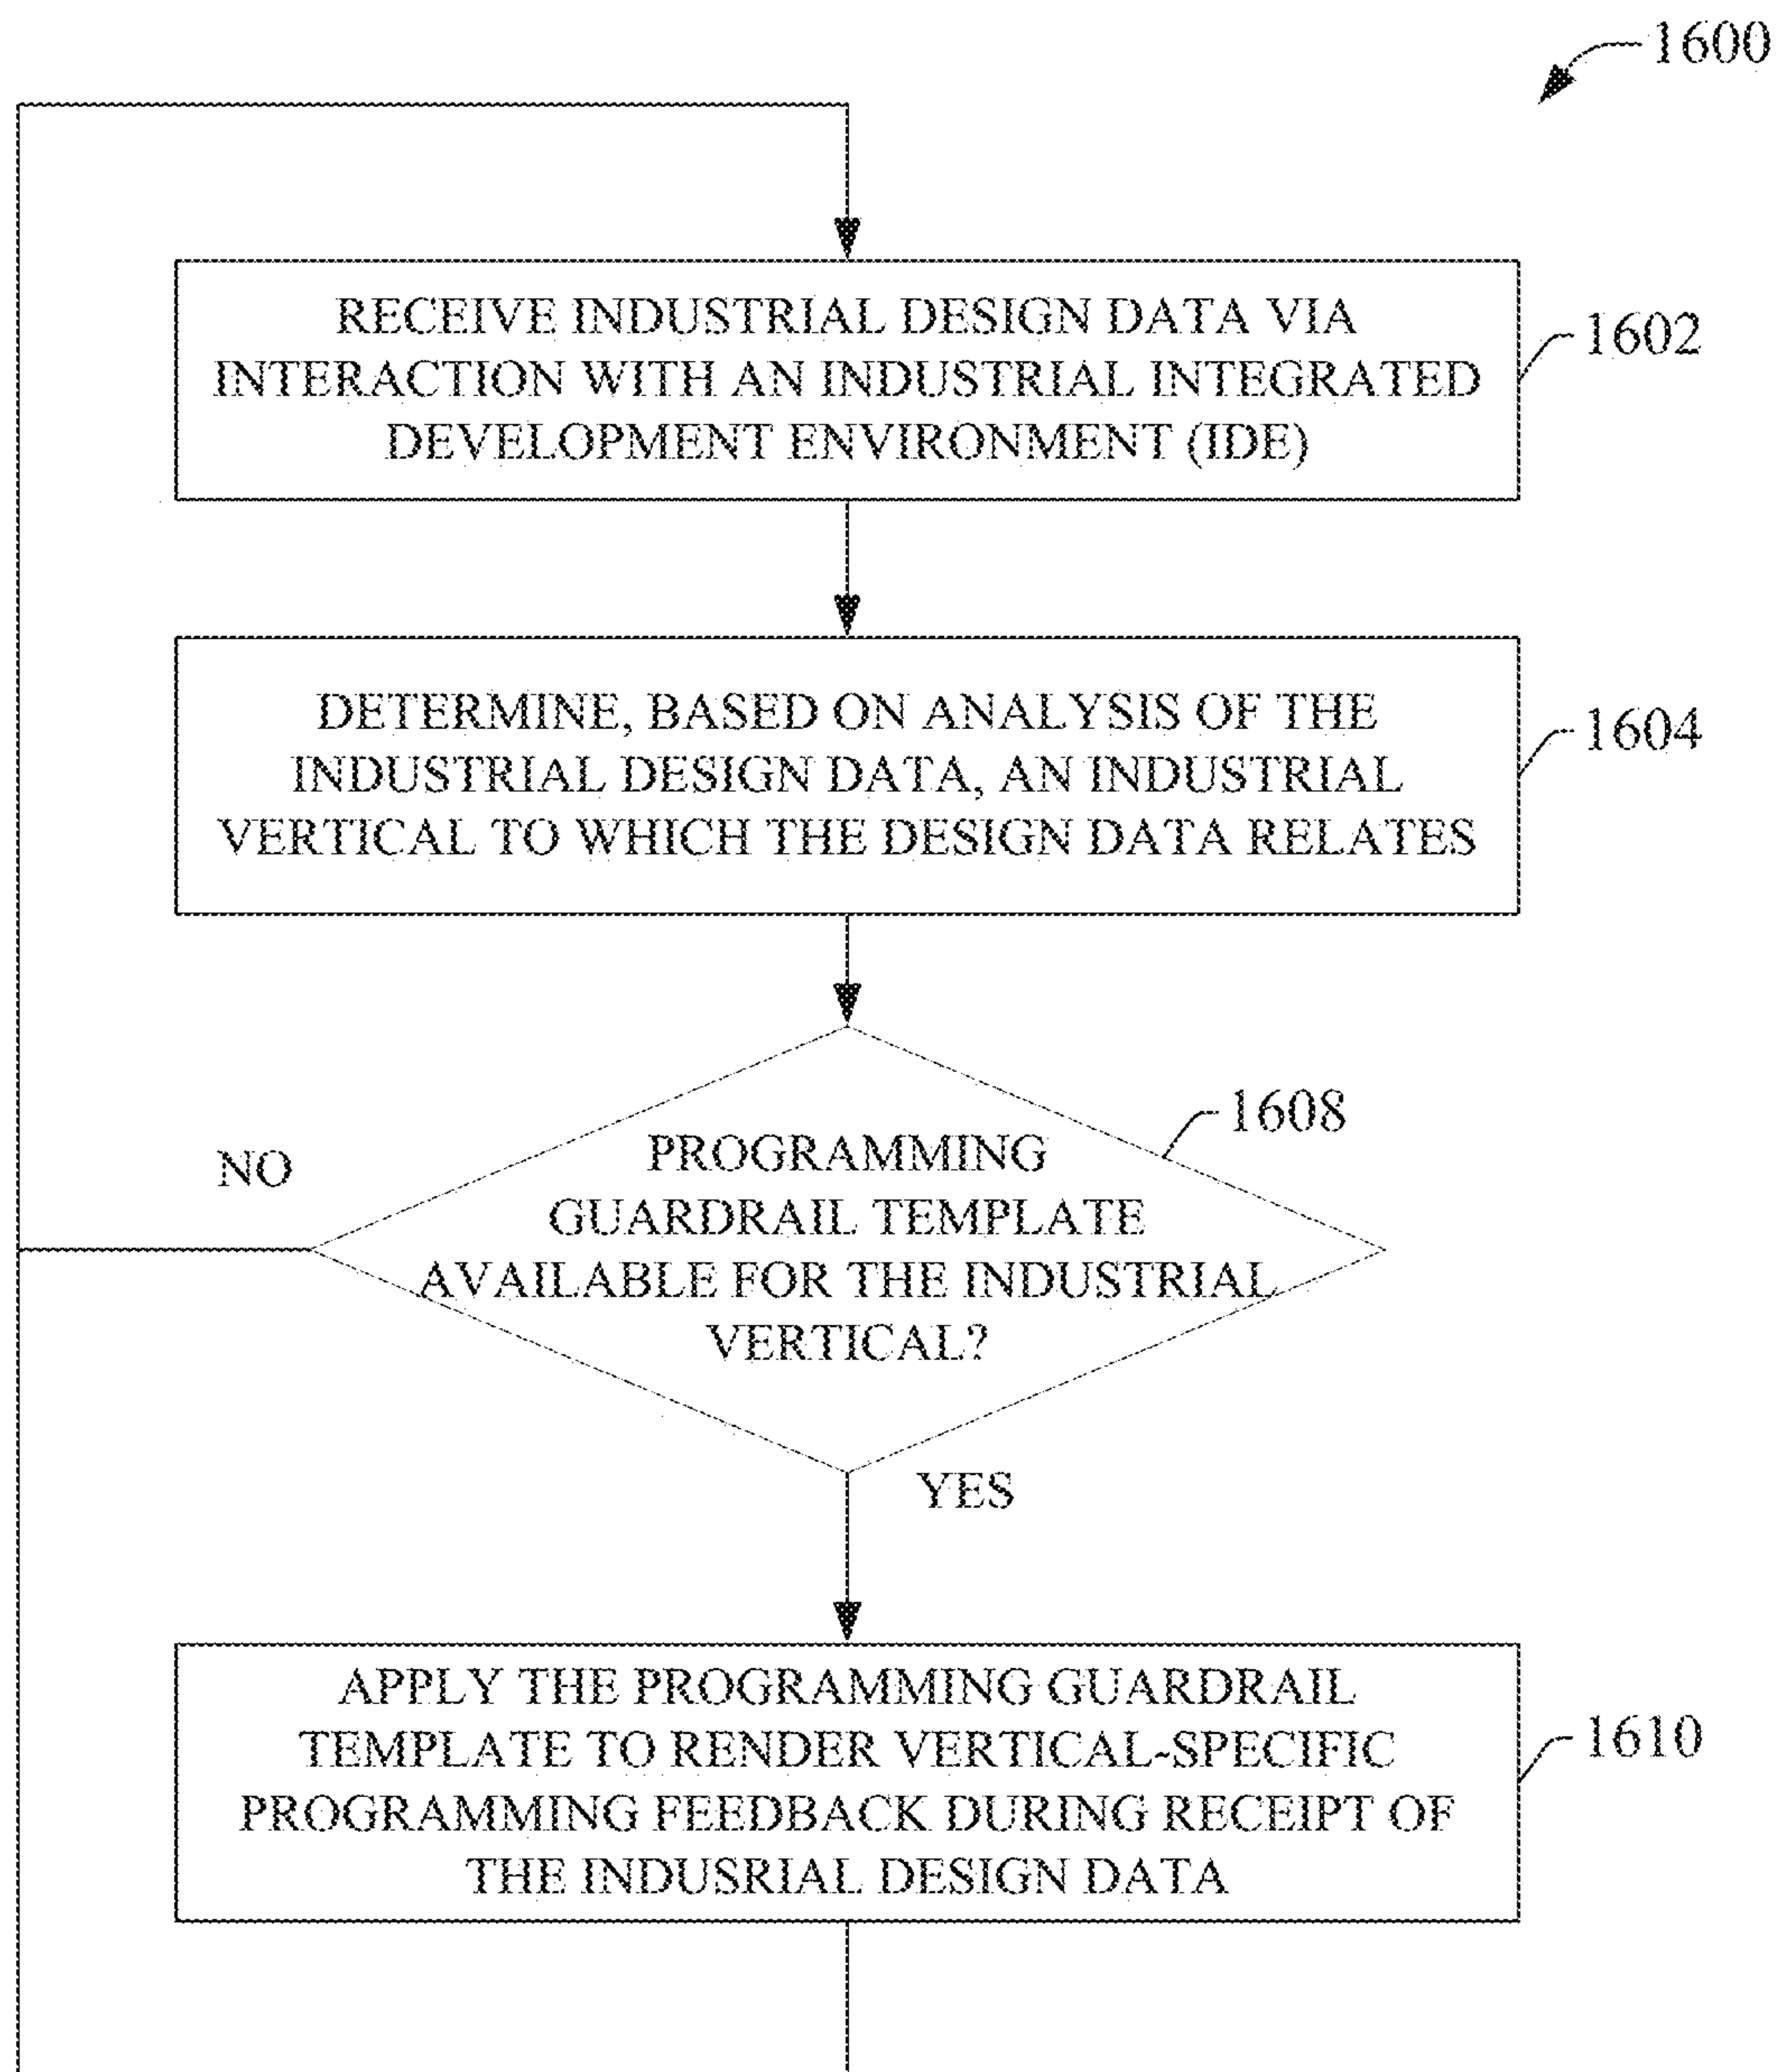 1600
RECEIVE INDUSTRIAL DESIGN DATA VIA
INTERACTION WITH AN INDUSTRIAL INTEGRATED
DEVELOPMENT ENVIRONMENT (IDE)
1602
DETERMINE, BASED ON ANALYSIS OF THE
INDUSTRIAL DESIGN DATA, AN INDUSTRIAL
VERTICAL TO WHICH THE DESIGN DATA RELATES
1604
1608
PROGRAMMING
GUARDRAIL TEMPLATE
AVAILABLE FOR THE INDUSTRIAL
VERTICAL?
NO
YES
APPLY THE PROGRAMMING GUARDRAIL
TEMPLATE TO RENDER VERTICAL-SPECIFIC
PROGRAMMING FEEDBACK DURING RECEIPT OF
THE INDUSRIAL DESIGN DATA
1610